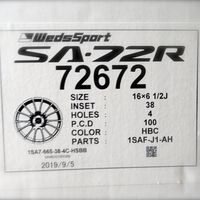 WedsSport
SA-72R
72672
SIZE : 16×6 1/2J
INSET : 38
HOLES : 4
P.C.D : 100
COLOR : HBC
PARTS : 1SAF-J1-AH
2019/9/5